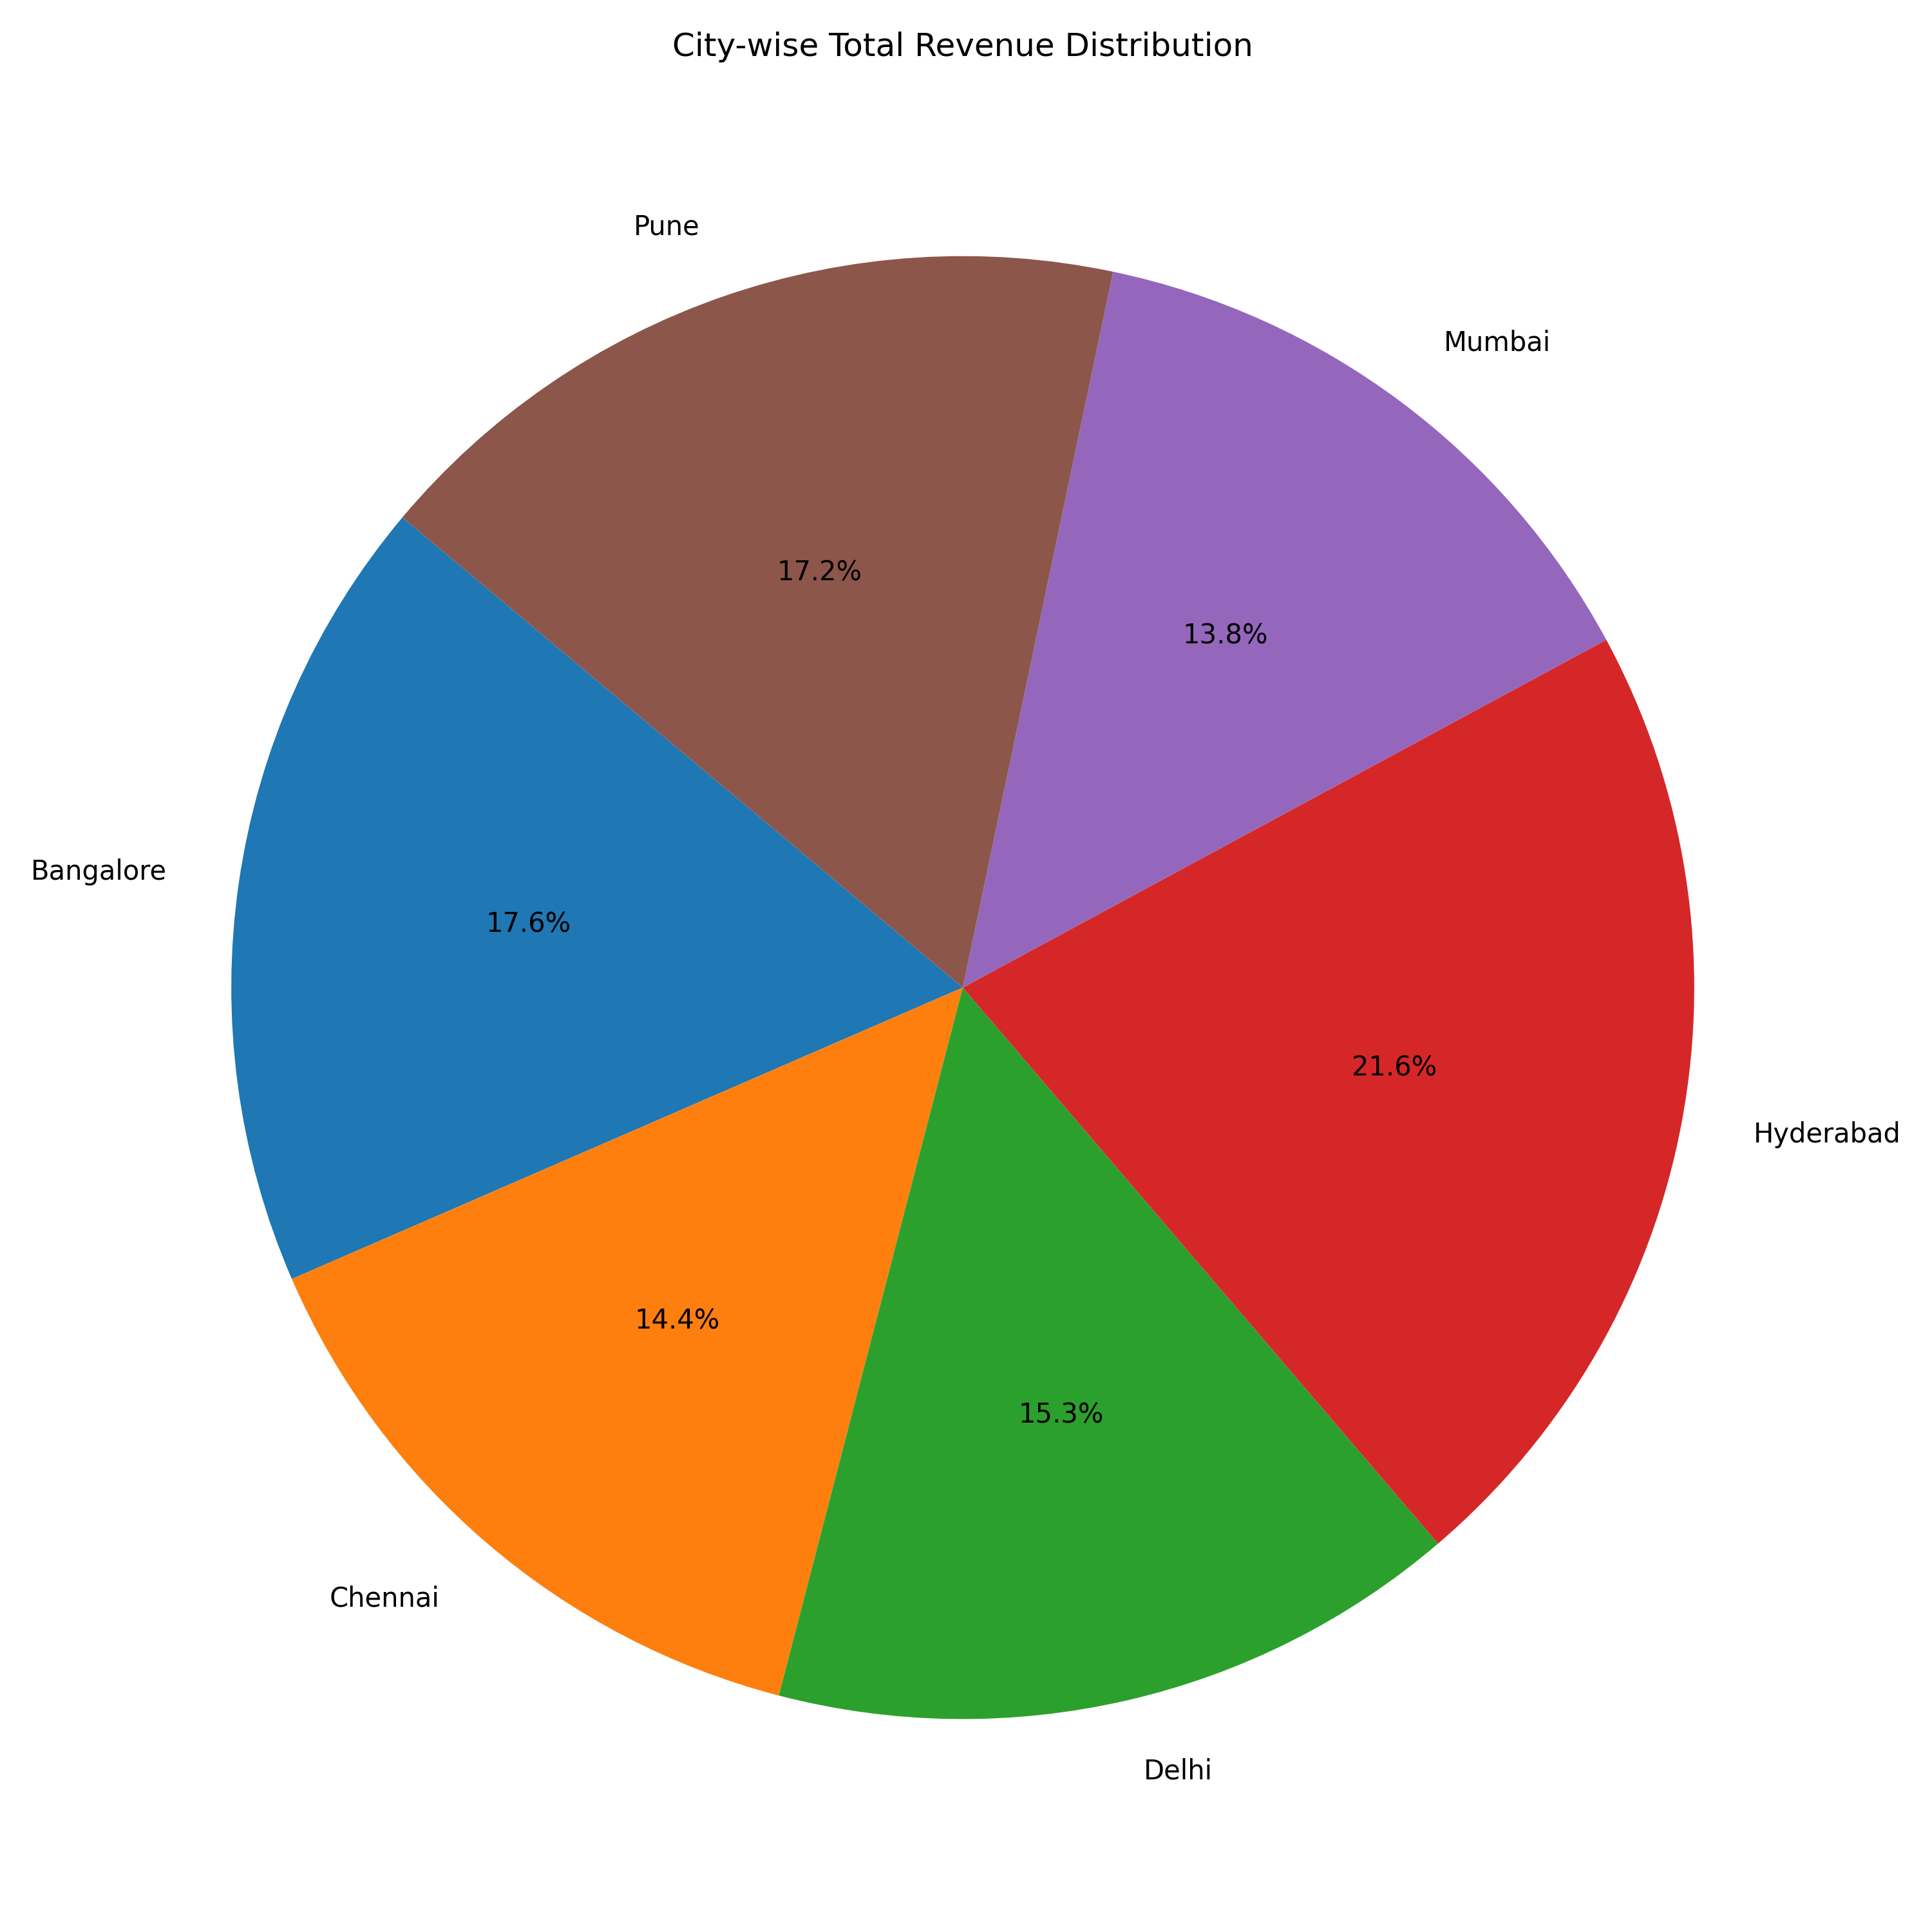 City-wise Total Revenue Distribution
Pune
Mumbai
17.2%
13.8%
Bangalore
17.6%
21.6%
Hyderabad
14.4%
15.3%
Chennai
Delhi